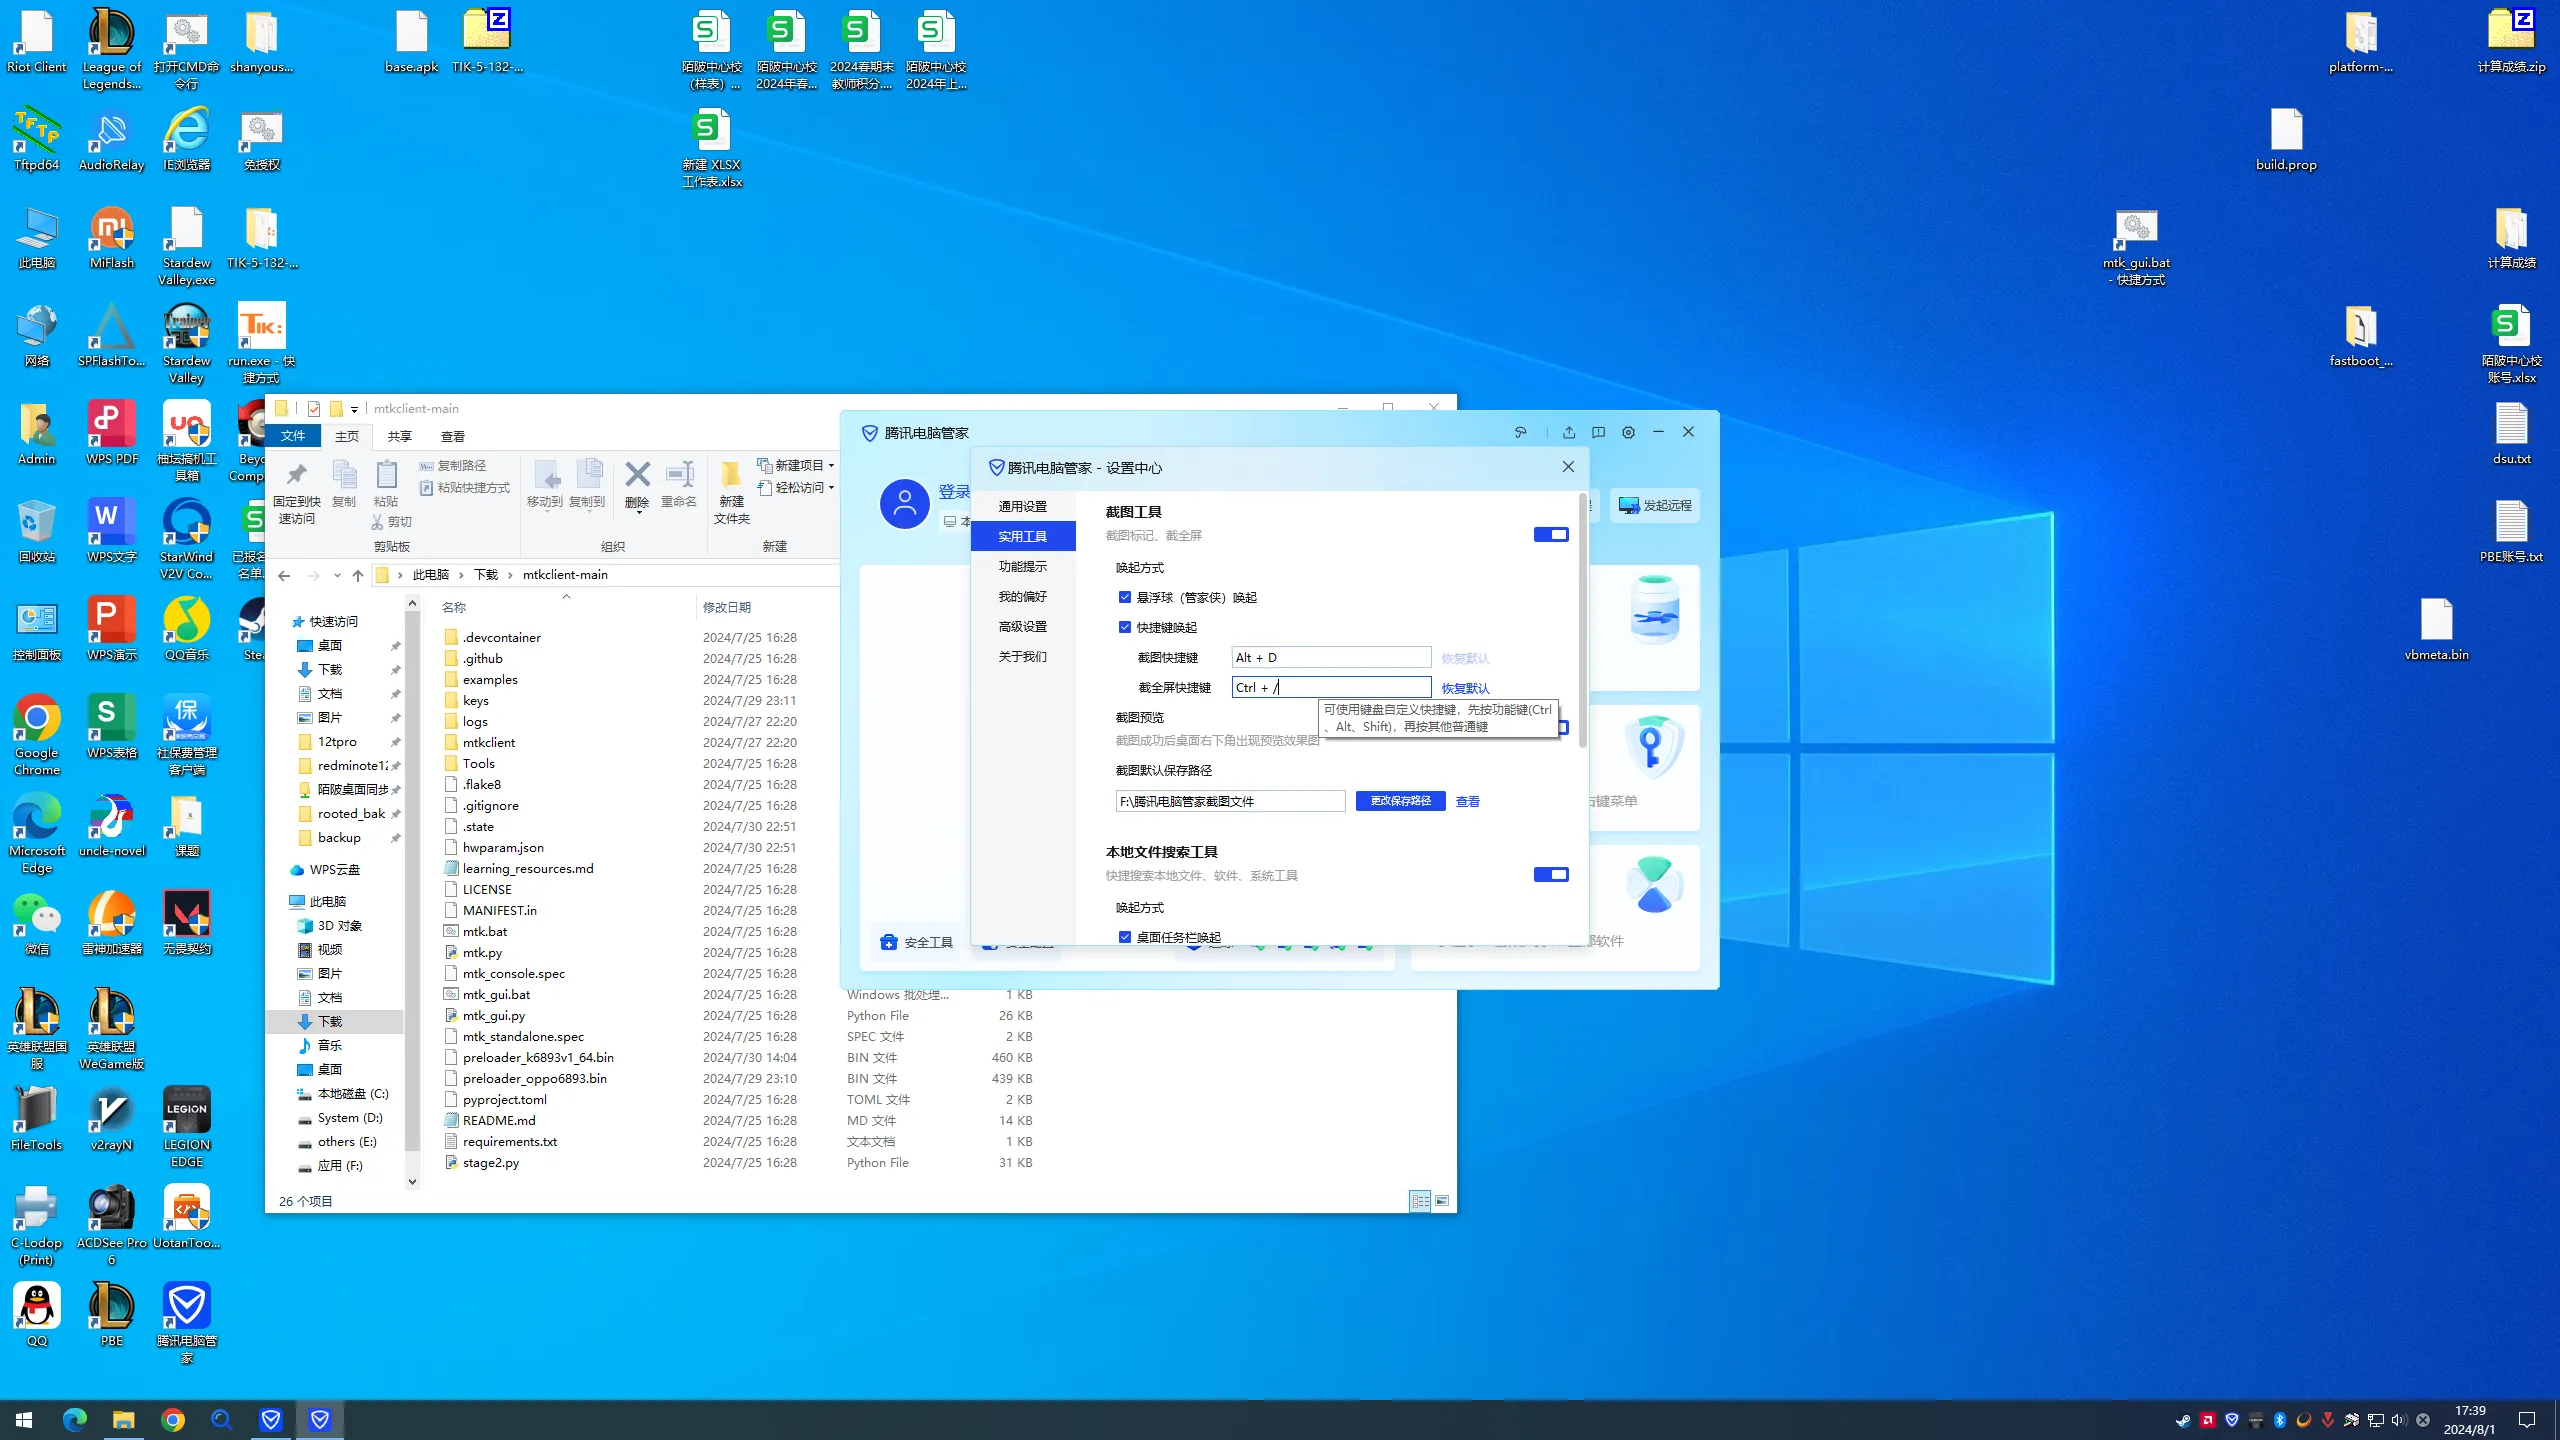 Riot Client
League of Legends...
打开CMD命令行
shanyous...
base.apk
TIK-5-132-...
陌陂中心校（样表）...
陌陂中心校2024年春...
2024春期末教师积分....
陌陂中心校2024年上...
platform-...
计算成绩.zip
Tftpd64
AudioRelay
IE浏览器
免授权
新建 XLSX 工作表.xlsx
build.prop
此电脑
MiFlash
Stardew Valley.exe
TIK-5-132-...
mtk_gui.bat - 快捷方式
计算成绩
网络
SPFlashTo...
Stardew Valley
run.exe - 快捷方式
fastboot_...
陌陂中心校账号.xlsx
Admin
WPS PDF
柚坛搞机工具箱
dsu.txt
回收站
WPS文字
StarWind V2V Co...
PBE账号.txt
控制面板
WPS演示
QQ音乐
vbmeta.bin
Google Chrome
WPS表格
社保费管理客户端
Microsoft Edge
uncle-novel
课题
微信
雷神加速器
无畏契约
英雄联盟国服
英雄联盟WeGame版
FileTools
v2rayN
LEGION EDGE
C-Lodop (Print)
ACDSee Pro 6
UotanToo...
QQ
PBE
腾讯电脑管家
mtkclient-main
文件
主页
共享
查看
固定到快速访问
复制
粘贴
复制路径
粘贴快捷方式
剪切
剪贴板
移动到
复制到
删除
重命名
组织
新建文件夹
新建项目
轻松访问
新建
此电脑 › 下载 › mtkclient-main
快速访问
桌面
下载
文档
图片
12tpro
redminote12
陌陂桌面同步
rooted_bak
backup
WPS云盘
此电脑
3D 对象
视频
图片
文档
下载
音乐
桌面
本地磁盘 (C:)
System (D:)
others (E:)
应用 (F:)
名称 修改日期
.devcontainer 2024/7/25 16:28
.github 2024/7/25 16:28
examples 2024/7/25 16:28
keys 2024/7/29 23:11
logs 2024/7/27 22:20
mtkclient 2024/7/27 22:20
Tools 2024/7/25 16:28
.flake8 2024/7/25 16:28
.gitignore 2024/7/25 16:28
.state 2024/7/30 22:51
hwparam.json 2024/7/30 22:51
learning_resources.md 2024/7/25 16:28
LICENSE 2024/7/25 16:28
MANIFEST.in 2024/7/25 16:28
mtk.bat 2024/7/25 16:28
mtk.py 2024/7/25 16:28
mtk_console.spec 2024/7/25 16:28
mtk_gui.bat 2024/7/25 16:28 Windows 批处理... 1 KB
mtk_gui.py 2024/7/25 16:28 Python File 26 KB
mtk_standalone.spec 2024/7/25 16:28 SPEC 文件 2 KB
preloader_k6893v1_64.bin 2024/7/30 14:04 BIN 文件 460 KB
preloader_oppo6893.bin 2024/7/29 23:10 BIN 文件 439 KB
pyproject.toml 2024/7/25 16:28 TOML 文件 2 KB
README.md 2024/7/25 16:28 MD 文件 14 KB
requirements.txt 2024/7/25 16:28 文本文档 1 KB
stage2.py 2024/7/25 16:28 Python File 31 KB
26 个项目
腾讯电脑管家
登录
发起远程
右键菜单
安全工具
腾讯电脑管家 - 设置中心
通用设置
实用工具
功能提示
我的偏好
高级设置
关于我们
截图工具
截图标记、截全屏
唤起方式
悬浮球（管家侠）唤起
快捷键唤起
截图快捷键 Alt + D 恢复默认
截全屏快捷键 Ctrl + / 恢复默认
可使用键盘自定义快捷键，先按功能键(Ctrl
、Alt、Shift)，再按其他普通键
截图预览
截图成功后桌面右下角出现预览效果图
截图默认保存路径
F:\腾讯电脑管家截图文件 更改保存路径 查看
本地文件搜索工具
快捷搜索本地文件、软件、系统工具
唤起方式
桌面任务栏唤起
17:39
2024/8/1